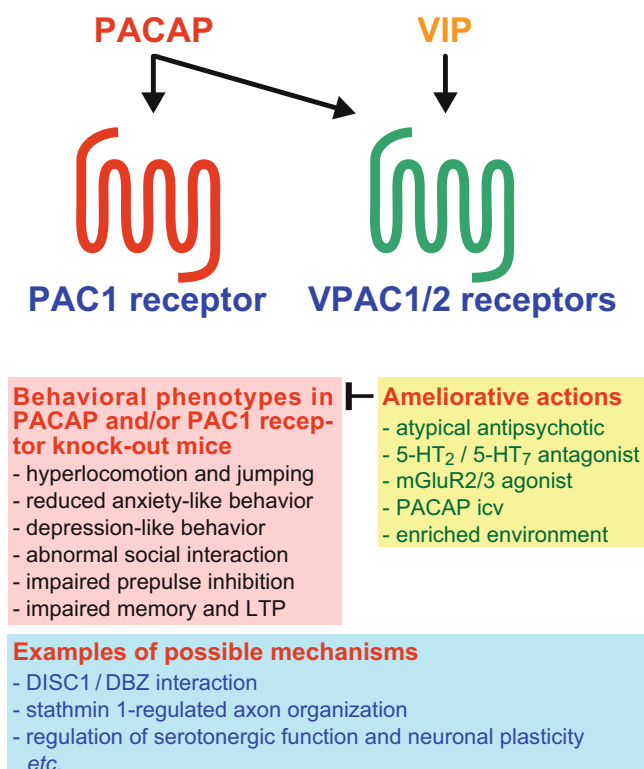 PACAP VIP
PAC1 receptor VPAC1/2 receptors
Behavioral phenotypes in
PACAP and/or PAC1 recep-
tor knock-out mice
- hyperlocomotion and jumping
- reduced anxiety-like behavior
- depression-like behavior
- abnormal social interaction
- impaired prepulse inhibition
- impaired memory and LTP
Ameliorative actions
- atypical antipsychotic
- 5-HT2 / 5-HT7 antagonist
- mGluR2/3 agonist
- PACAP icv
- enriched environment
Examples of possible mechanisms
- DISC1 / DBZ interaction
- stathmin 1-regulated axon organization
- regulation of serotonergic function and neuronal plasticity
etc.